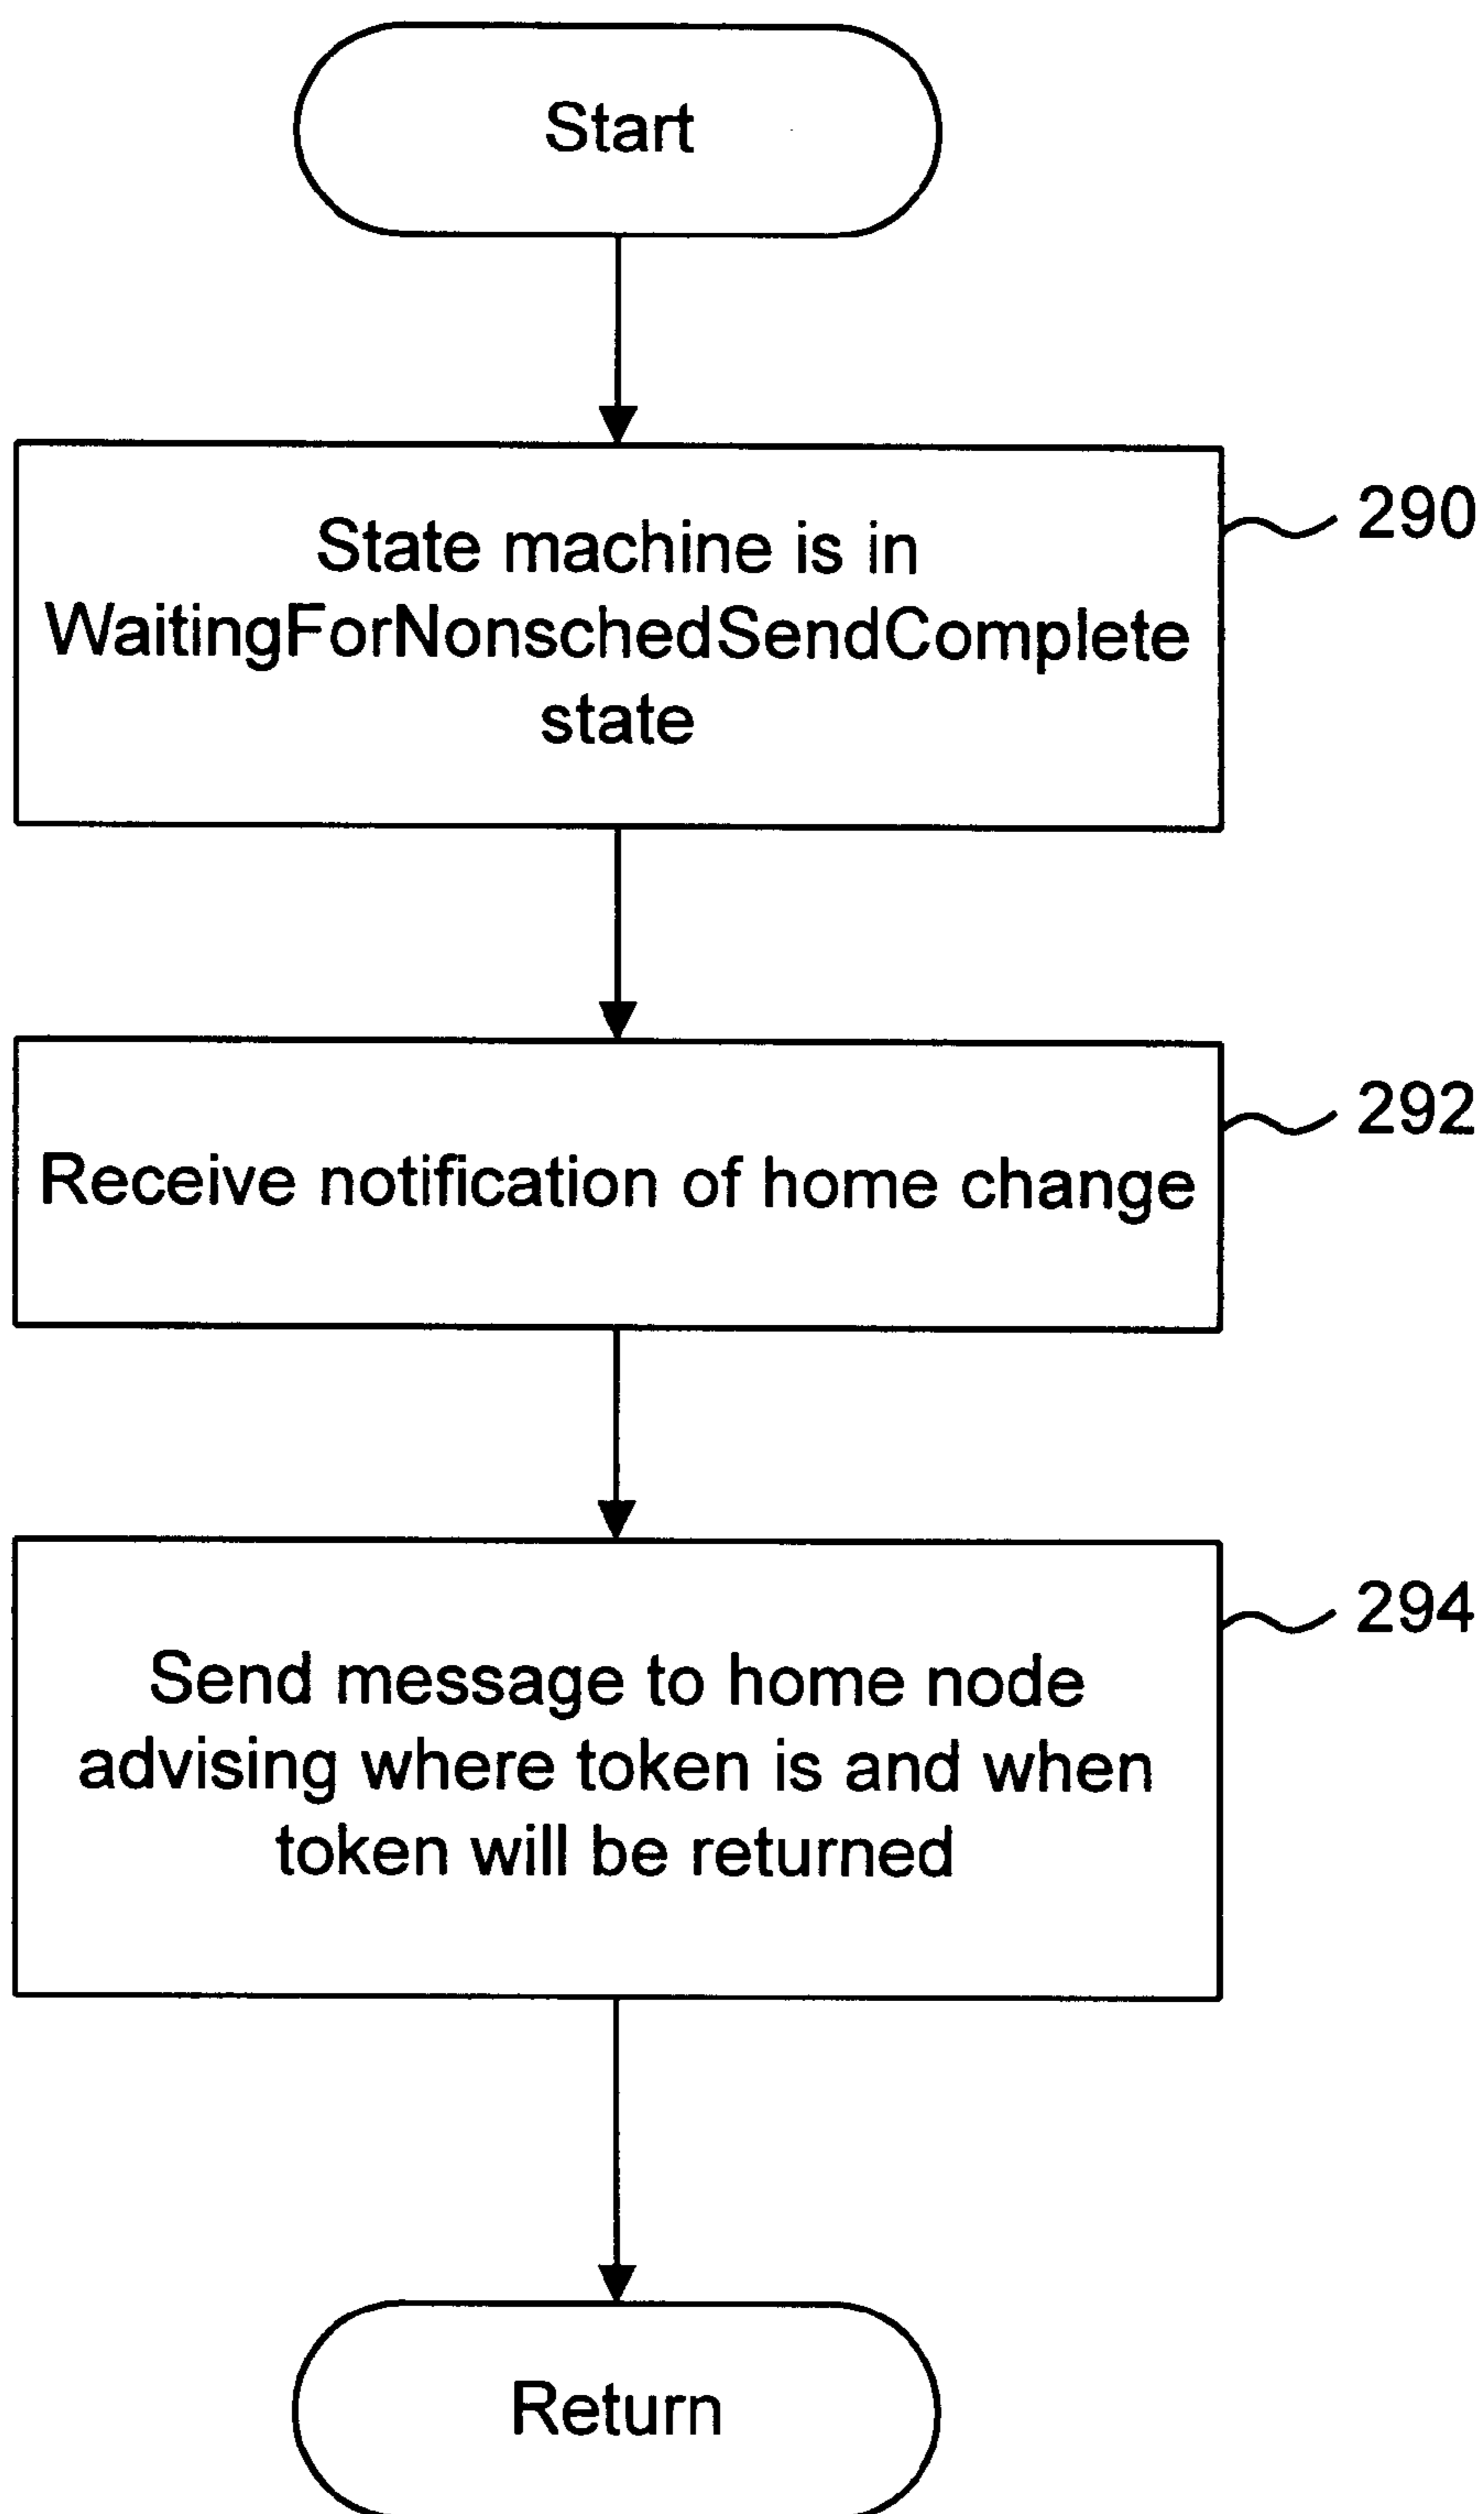 Start
State machine is in
WaitingForNonschedSendComplete
state
290
Receive notification of home change
292
Send message to home node
advising where token is and when
token will be returned
294
Return